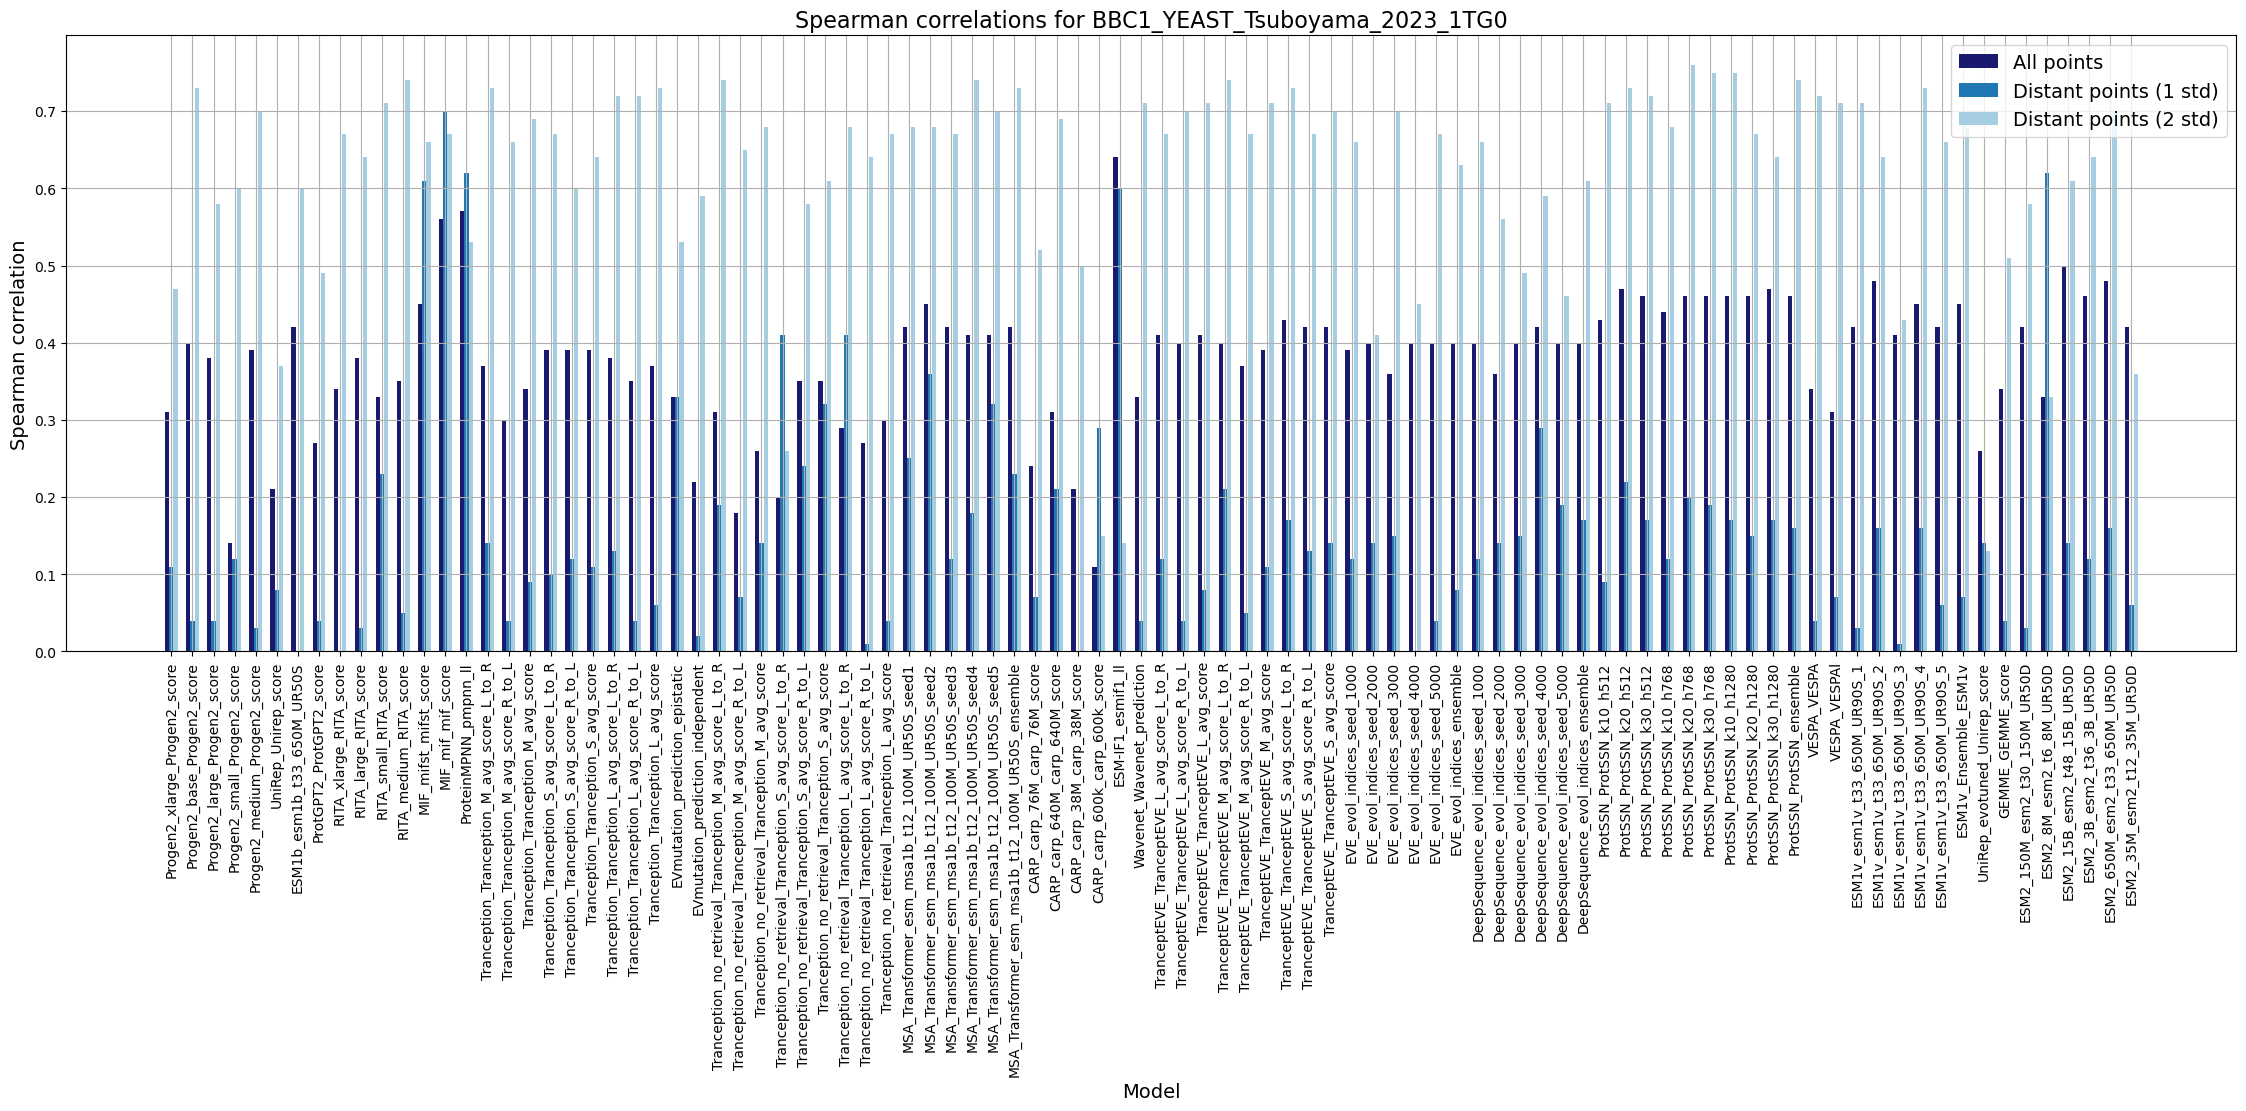 Spearman correlations for BBC1_YEAST_Tsuboyama_2023_1TG0
All points
Distant points (1 std)
Distant points (2 std)
Spearman correlation
0.7
0.6
0.5
0.4
0.3
0.2
0.1
0.0
Progen2_xlarge_Progen2_score
Progen2_base_Progen2_score
Progen2_large_Progen2_score
Progen2_small_Progen2_score
Progen2_medium_Progen2_score
UniRep_Unirep_score
ESM1b_esm1b_t33_650M_UR50S
ProtGPT2_ProtGPT2_score
RITA_xlarge_RITA_score
RITA_large_RITA_score
RITA_small_RITA_score
RITA_medium_RITA_score
MIF_mifst_mifst_score
MIF_mif_mif_score
ProteinMPNN_pmpnn_ll
Tranception_Tranception_M_avg_score_L_to_R
Tranception_Tranception_M_avg_score_R_to_L
Tranception_Tranception_M_avg_score
Tranception_Tranception_S_avg_score_L_to_R
Tranception_Tranception_S_avg_score_R_to_L
Tranception_Tranception_S_avg_score
Tranception_Tranception_L_avg_score_L_to_R
Tranception_Tranception_L_avg_score_R_to_L
Tranception_Tranception_L_avg_score
EVmutation_prediction_epistatic
EVmutation_prediction_independent
Tranception_no_retrieval_Tranception_M_avg_score_L_to_R
Tranception_no_retrieval_Tranception_M_avg_score_R_to_L
Tranception_no_retrieval_Tranception_M_avg_score
Tranception_no_retrieval_Tranception_S_avg_score_L_to_R
Tranception_no_retrieval_Tranception_S_avg_score_R_to_L
Tranception_no_retrieval_Tranception_S_avg_score
Tranception_no_retrieval_Tranception_L_avg_score_L_to_R
Tranception_no_retrieval_Tranception_L_avg_score_R_to_L
Tranception_no_retrieval_Tranception_L_avg_score
MSA_Transformer_esm_msa1b_t12_100M_UR50S_seed1
MSA_Transformer_esm_msa1b_t12_100M_UR50S_seed2
MSA_Transformer_esm_msa1b_t12_100M_UR50S_seed3
MSA_Transformer_esm_msa1b_t12_100M_UR50S_seed4
MSA_Transformer_esm_msa1b_t12_100M_UR50S_seed5
MSA_Transformer_esm_msa1b_t12_100M_UR50S_ensemble
CARP_carp_76M_carp_76M_score
CARP_carp_640M_carp_640M_score
CARP_carp_38M_carp_38M_score
CARP_carp_600k_carp_600k_score
ESM-IF1_esmif1_ll
Wavenet_Wavenet_prediction
TranceptEVE_TranceptEVE_L_avg_score_L_to_R
TranceptEVE_TranceptEVE_L_avg_score_R_to_L
TranceptEVE_TranceptEVE_L_avg_score
TranceptEVE_TranceptEVE_M_avg_score_L_to_R
TranceptEVE_TranceptEVE_M_avg_score_R_to_L
TranceptEVE_TranceptEVE_M_avg_score
TranceptEVE_TranceptEVE_S_avg_score_L_to_R
TranceptEVE_TranceptEVE_S_avg_score_R_to_L
TranceptEVE_TranceptEVE_S_avg_score
EVE_evol_indices_seed_1000
EVE_evol_indices_seed_2000
EVE_evol_indices_seed_3000
EVE_evol_indices_seed_4000
EVE_evol_indices_seed_5000
EVE_evol_indices_ensemble
DeepSequence_evol_indices_seed_1000
DeepSequence_evol_indices_seed_2000
DeepSequence_evol_indices_seed_3000
DeepSequence_evol_indices_seed_4000
DeepSequence_evol_indices_seed_5000
DeepSequence_evol_indices_ensemble
ProtSSN_ProtSSN_k10_h512
ProtSSN_ProtSSN_k20_h512
ProtSSN_ProtSSN_k30_h512
ProtSSN_ProtSSN_k10_h768
ProtSSN_ProtSSN_k20_h768
ProtSSN_ProtSSN_k30_h768
ProtSSN_ProtSSN_k10_h1280
ProtSSN_ProtSSN_k20_h1280
ProtSSN_ProtSSN_k30_h1280
ProtSSN_ProtSSN_ensemble
VESPA_VESPA
VESPA_VESPAl
ESM1v_esm1v_t33_650M_UR90S_1
ESM1v_esm1v_t33_650M_UR90S_2
ESM1v_esm1v_t33_650M_UR90S_3
ESM1v_esm1v_t33_650M_UR90S_4
ESM1v_esm1v_t33_650M_UR90S_5
ESM1v_Ensemble_ESM1v
UniRep_evotuned_Unirep_score
GEMME_GEMME_score
ESM2_150M_esm2_t30_150M_UR50D
ESM2_8M_esm2_t6_8M_UR50D
ESM2_15B_esm2_t48_15B_UR50D
ESM2_3B_esm2_t36_3B_UR50D
ESM2_650M_esm2_t33_650M_UR50D
ESM2_35M_esm2_t12_35M_UR50D
Model